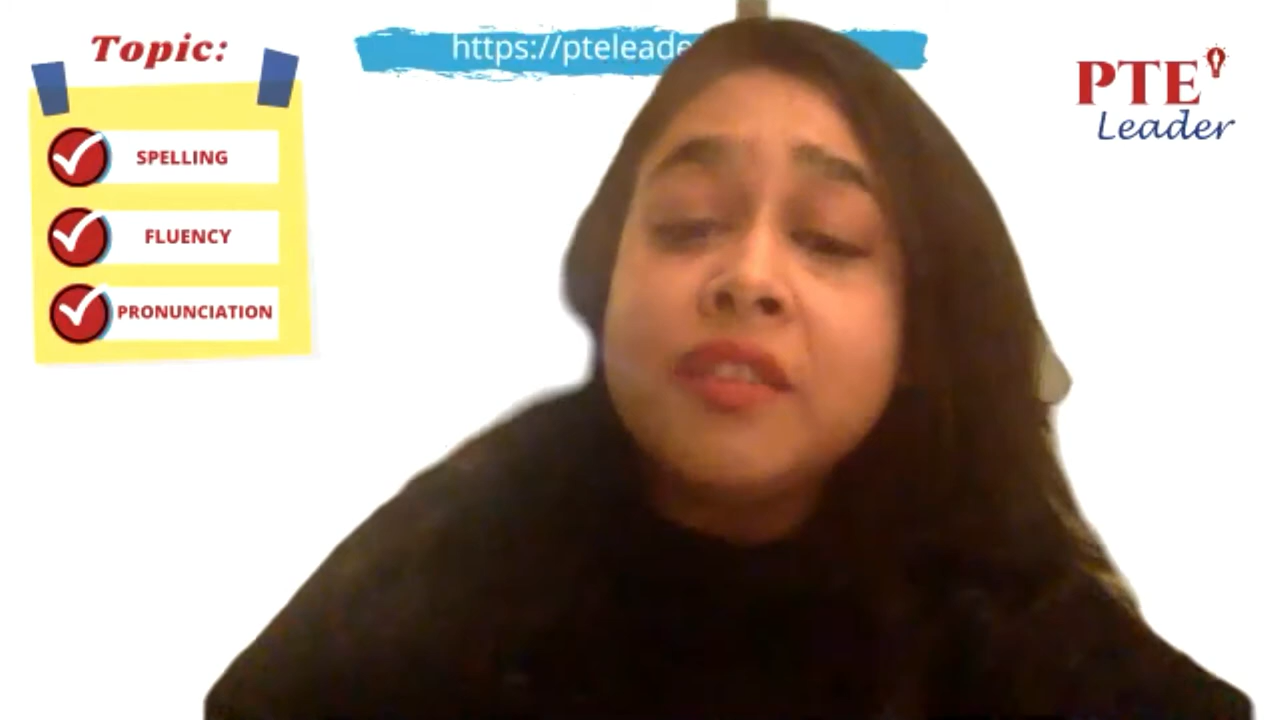 Topic:
https://pteleade
SPELLING
FLUENCY
PRONUNCIATION
PTE
Leader